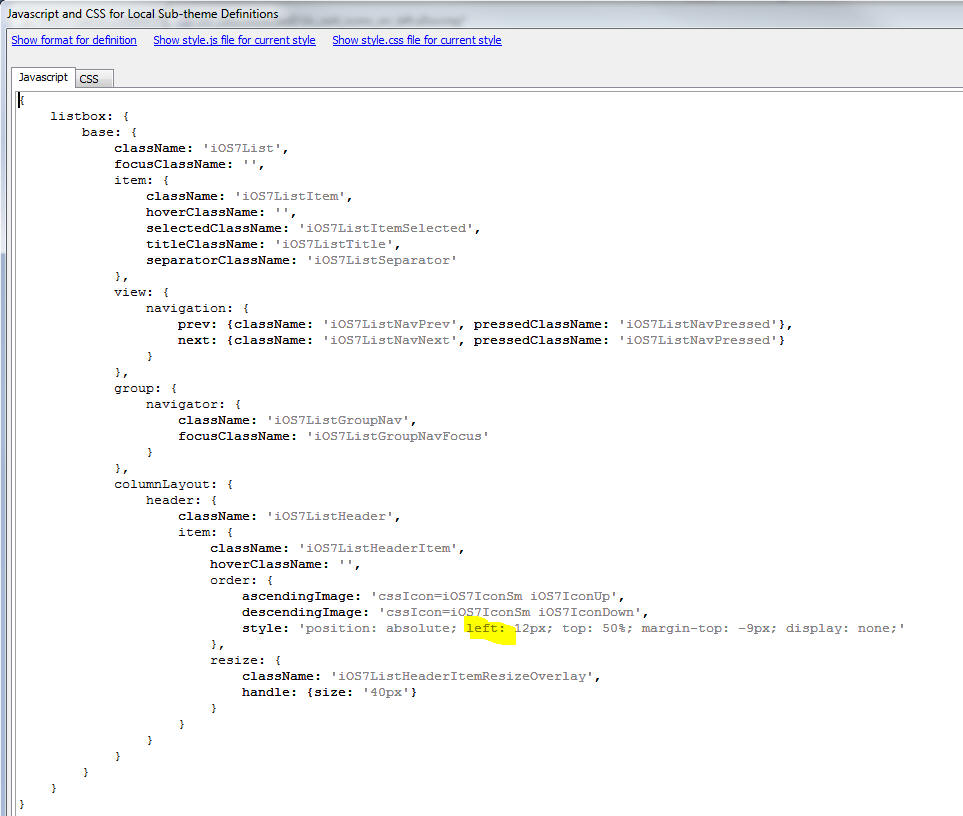 Javascript and CSS for Local Sub-theme Definitions
Show format for definition Show style.js file for current style Show style.css file for current style
Javascript CSS
{
    listbox: {
        base: {
            className: 'iOS7List',
            focusClassName: '',
            item: {
                className: 'iOS7ListItem',
                hoverClassName: '',
                selectedClassName: 'iOS7ListItemSelected',
                titleClassName: 'iOS7ListTitle',
                separatorClassName: 'iOS7ListSeparator'
            },
            view: {
                navigation: {
                    prev: {className: 'iOS7ListNavPrev', pressedClassName: 'iOS7ListNavPressed'},
                    next: {className: 'iOS7ListNavNext', pressedClassName: 'iOS7ListNavPressed'}
                }
            },
            group: {
                navigator: {
                    className: 'iOS7ListGroupNav',
                    focusClassName: 'iOS7ListGroupNavFocus'
                }
            },
            columnLayout: {
                header: {
                    className: 'iOS7ListHeader',
                    item: {
                        className: 'iOS7ListHeaderItem',
                        hoverClassName: '',
                        order: {
                            ascendingImage: 'cssIcon=iOS7IconSm iOS7IconUp',
                            descendingImage: 'cssIcon=iOS7IconSm iOS7IconDown',
                            style: 'position: absolute; left: 12px; top: 50%; margin-top: -9px; display: none;'
                        },
                        resize: {
                            className: 'iOS7ListHeaderItemResizeOverlay',
                            handle: {size: '40px'}
                        }
                    }
                }
            }
        }
    }
}